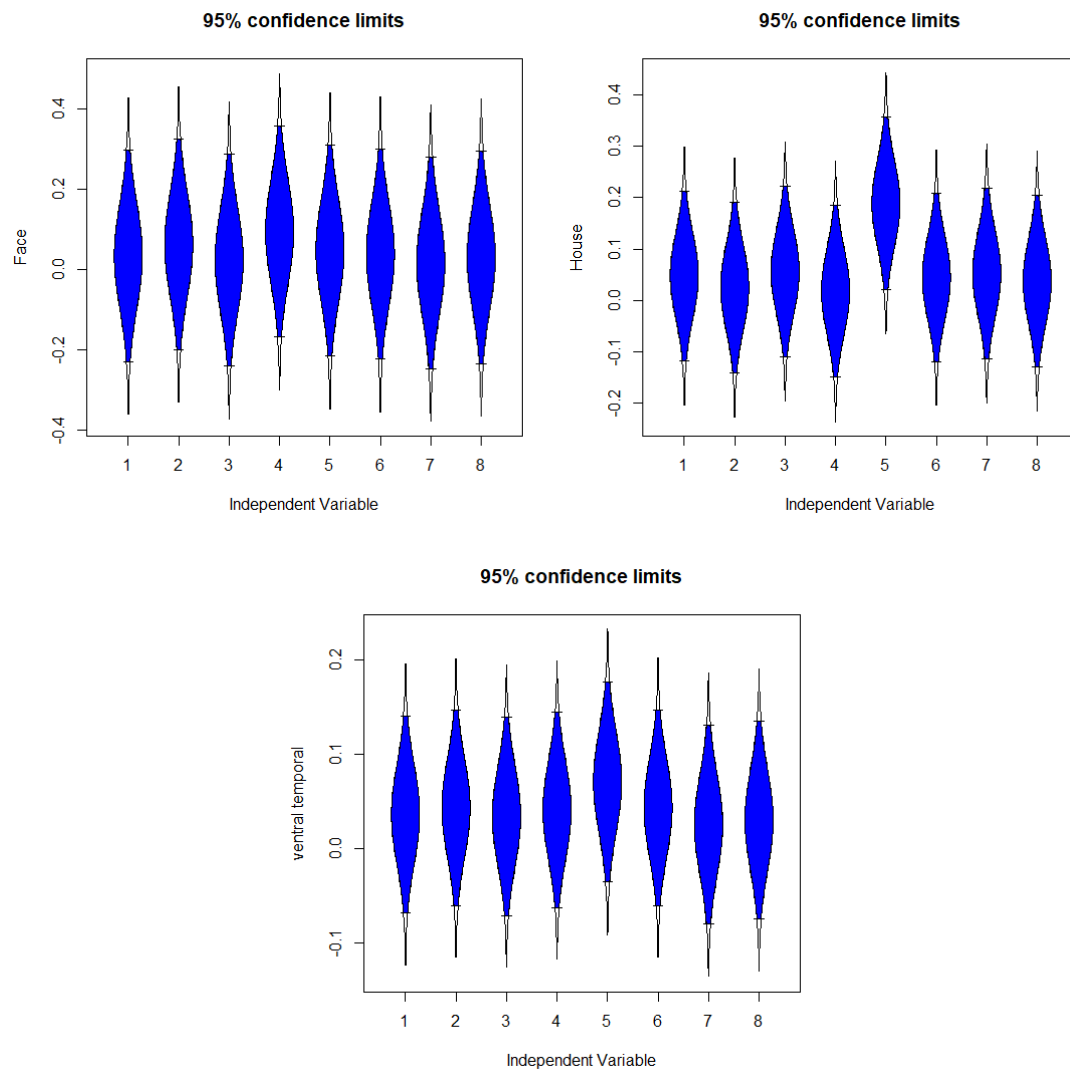 95% confidence limits
Face
0.4
0.2
0.0
-0.2
-0.4
1 2 3 4 5 6 7 8
Independent Variable
95% confidence limits
House
0.4
0.3
0.2
0.1
0.0
-0.1
-0.2
1 2 3 4 5 6 7 8
Independent Variable
95% confidence limits
ventral temporal
0.2
0.1
0.0
-0.1
1 2 3 4 5 6 7 8
Independent Variable